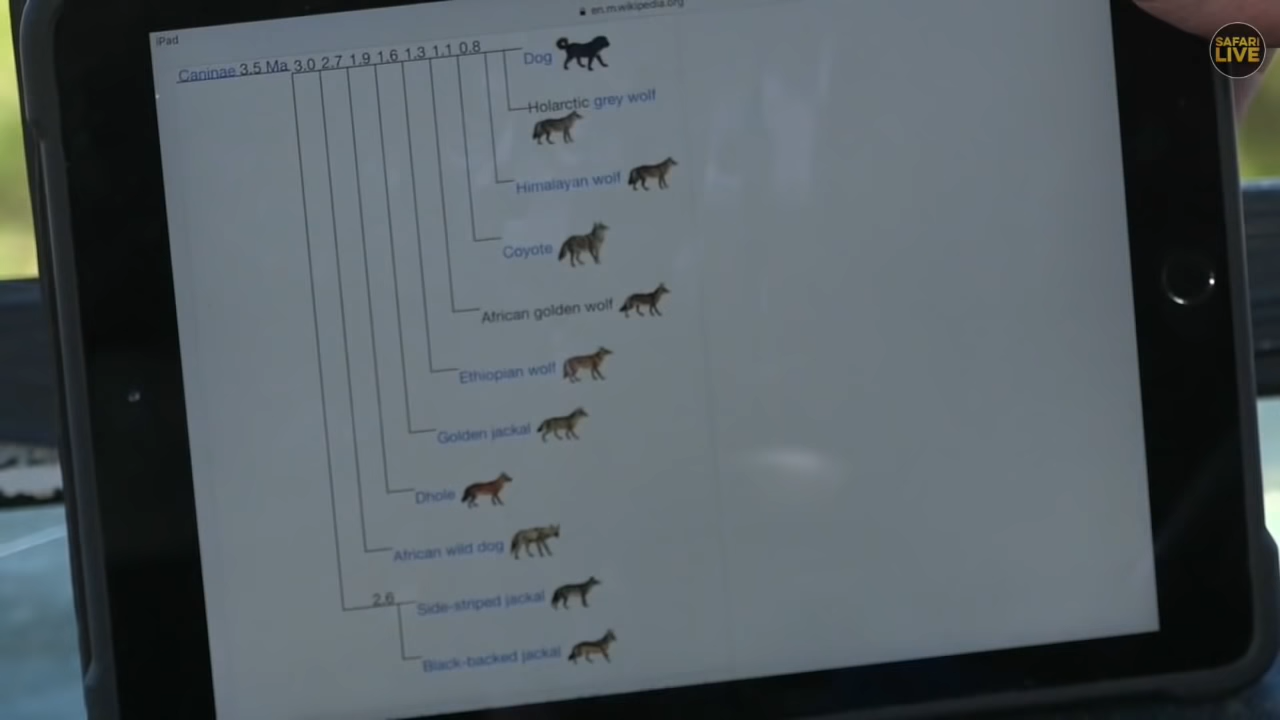 iPad
en.m.wikipedia.org
SAFARI
LIVE
Caninae 3.5 Ma 3.0 2.7 1.9 1.6 1.3 1.1 0.8
Dog
Holarctic grey wolf
Himalayan wolf
Coyote
African golden wolf
Ethiopian wolf
Golden jackal
Dhole
African wild dog
2.6
Side-striped jackal
Black-backed jackal